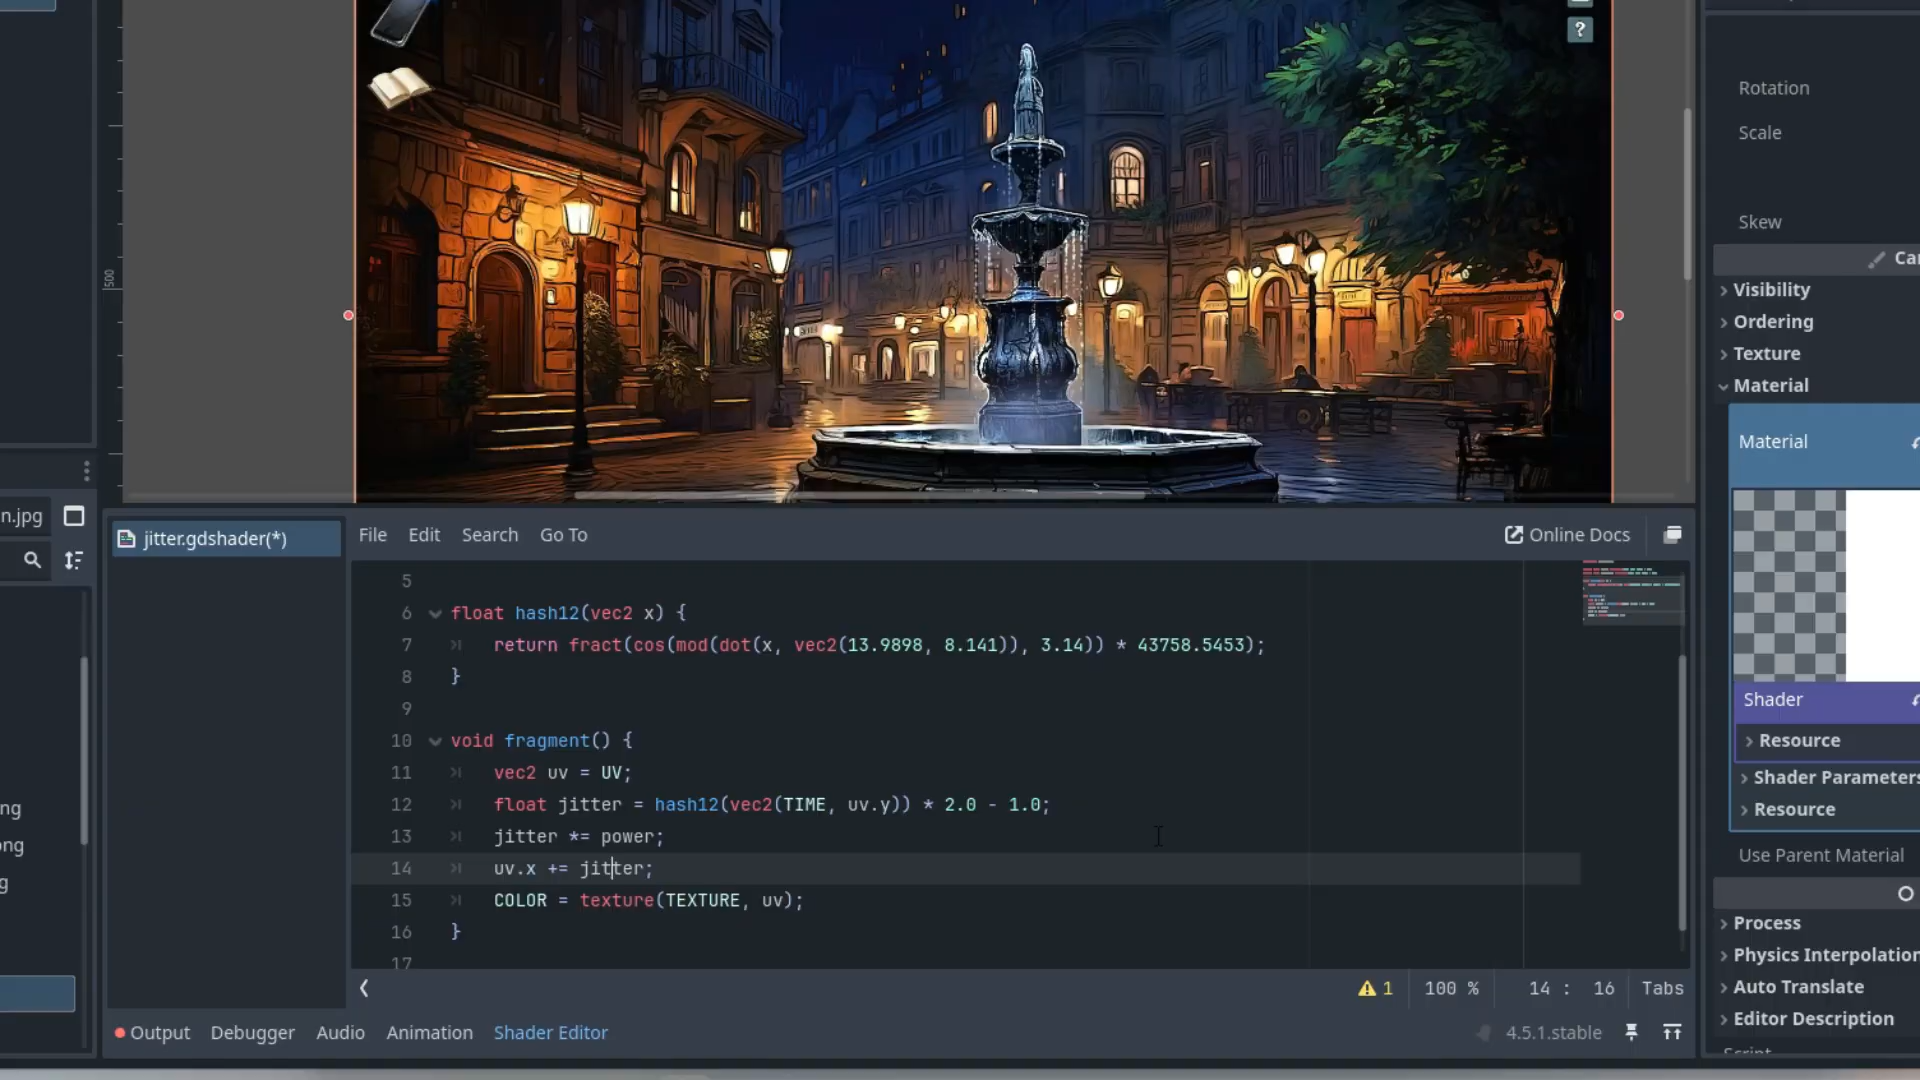 ?
Rotation
Scale
Skew
500
Visibility
Ordering
Texture
Material
Material
Shader
Resource
Shader Parameters
Resource
Use Parent Material
Process
Physics Interpolation
Auto Translate
Editor Description
n.jpg
ng
ong
g
jitter.gdshader(*)
File Edit Search Go To
Online Docs
5
6 float hash12(vec2 x) {
7 return fract(cos(mod(dot(x, vec2(13.9898, 8.141)), 3.14)) * 43758.5453);
8 }
9
10 void fragment() {
11 vec2 uv = UV;
12 float jitter = hash12(vec2(TIME, uv.y)) * 2.0 - 1.0;
13 jitter *= power;
14 uv.x += jitter;
15 COLOR = texture(TEXTURE, uv);
16 }
17
1 100 % 14 : 16 Tabs
Output Debugger Audio Animation Shader Editor
4.5.1.stable